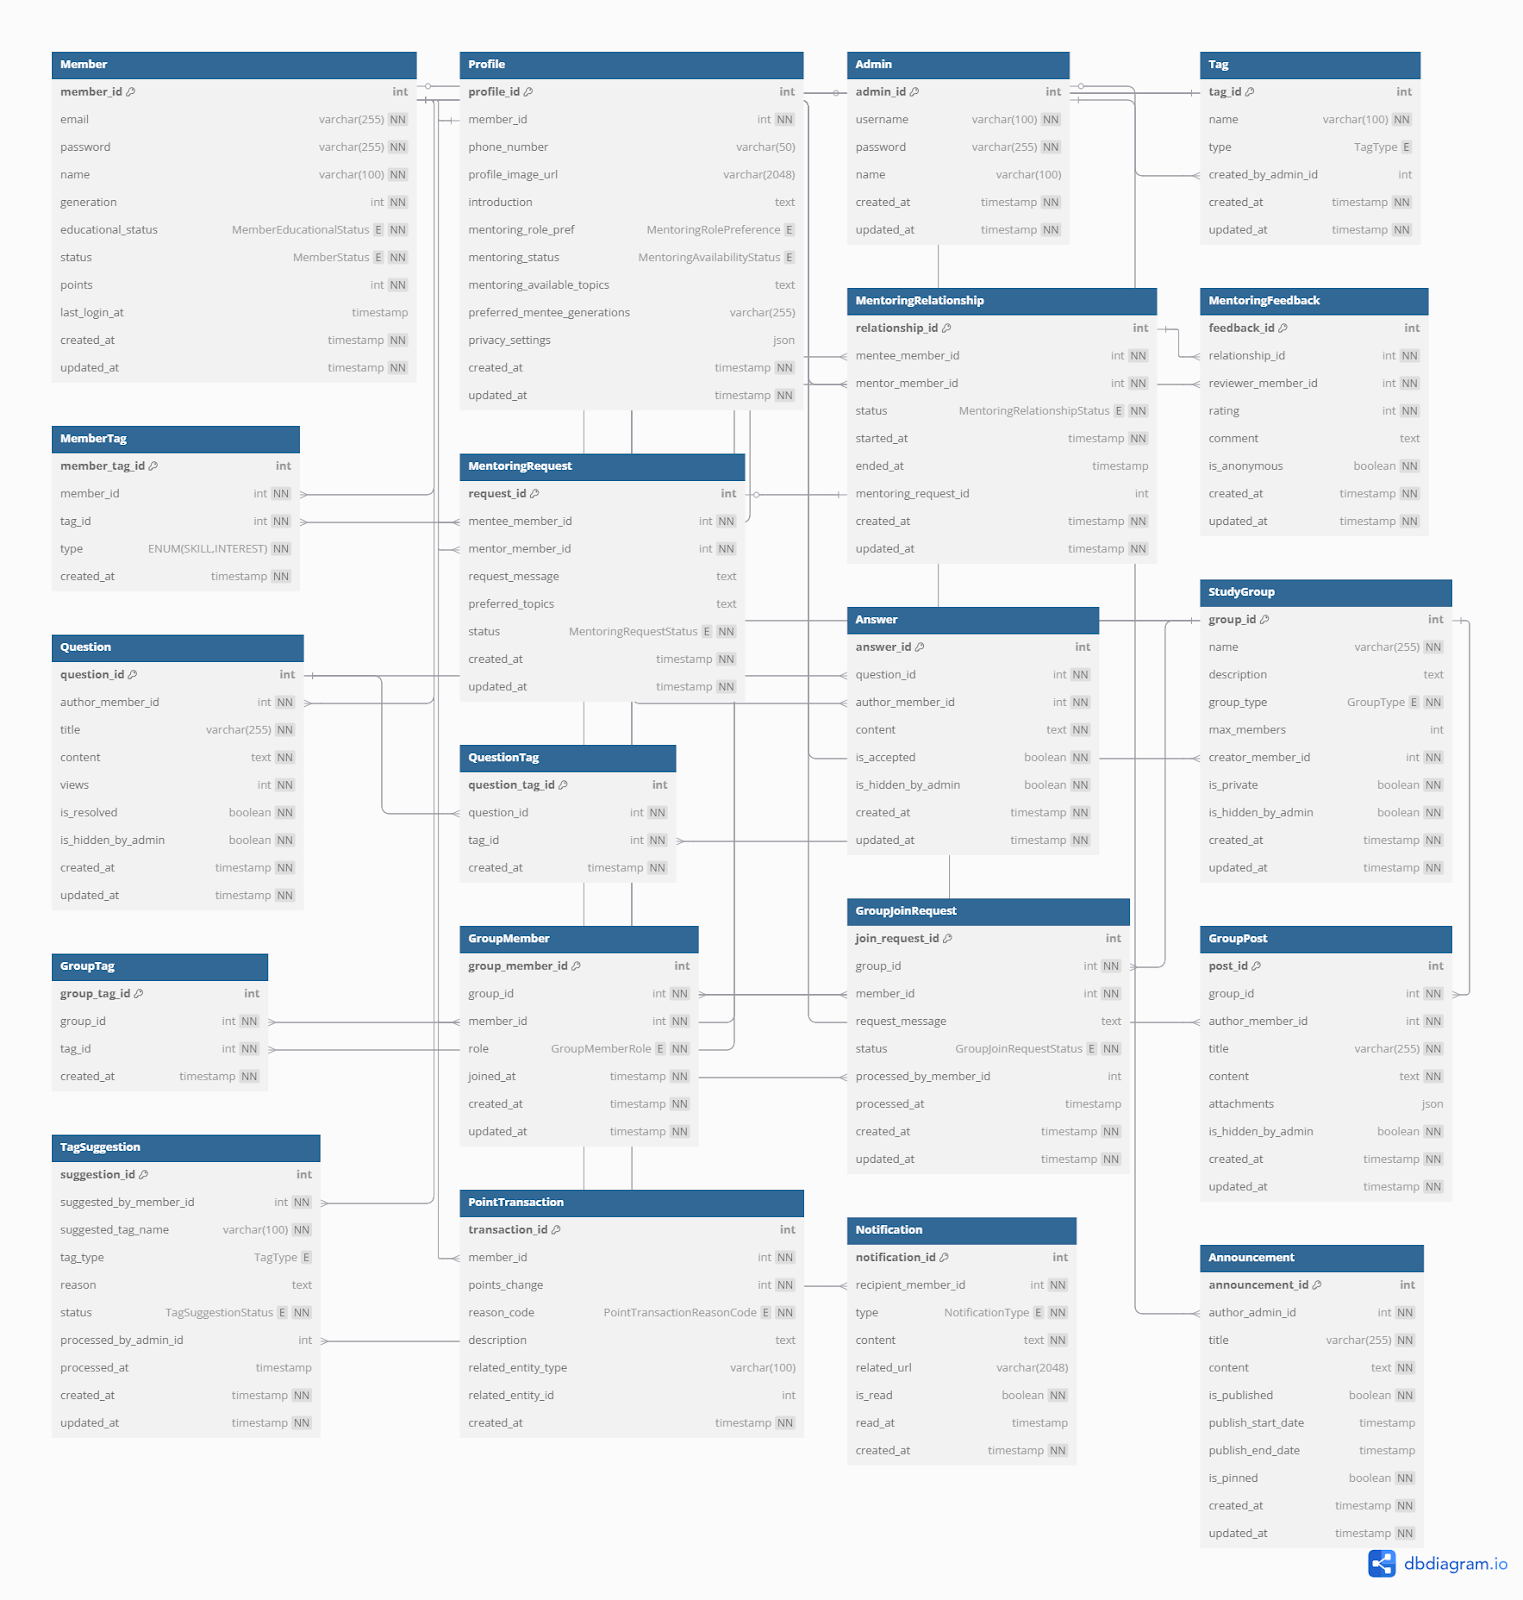 Member
member_id int
email varchar(255) NN
password varchar(255) NN
name varchar(100) NN
generation int NN
educational_status MemberEducationalStatus E NN
status MemberStatus E NN
points int NN
last_login_at timestamp
created_at timestamp NN
updated_at timestamp NN
Profile
profile_id int
member_id int NN
phone_number varchar(50)
profile_image_url varchar(2048)
introduction text
mentoring_role_pref MentoringRolePreference E
mentoring_status MentoringAvailabilityStatus E
mentoring_available_topics text
preferred_mentee_generations varchar(255)
privacy_settings json
created_at timestamp NN
updated_at timestamp NN
Admin
admin_id int
username varchar(100) NN
password varchar(255) NN
name varchar(100)
created_at timestamp NN
updated_at timestamp NN
Tag
tag_id int
name varchar(100) NN
type TagType E
created_by_admin_id int
created_at timestamp NN
updated_at timestamp NN
MentoringRelationship
relationship_id int
mentee_member_id int NN
mentor_member_id int NN
status MentoringRelationshipStatus E NN
started_at timestamp NN
ended_at timestamp
mentoring_request_id int
created_at timestamp NN
updated_at timestamp NN
MentoringFeedback
feedback_id int
relationship_id int NN
reviewer_member_id int NN
rating int NN
comment text
is_anonymous boolean NN
created_at timestamp NN
updated_at timestamp NN
MemberTag
member_tag_id int
member_id int NN
tag_id int NN
type ENUM(SKILL,INTEREST) NN
created_at timestamp NN
MentoringRequest
request_id int
mentee_member_id int NN
mentor_member_id int NN
request_message text
preferred_topics text
status MentoringRequestStatus E NN
created_at timestamp NN
updated_at timestamp NN
Question
question_id int
author_member_id int NN
title varchar(255) NN
content text NN
views int NN
is_resolved boolean NN
is_hidden_by_admin boolean NN
created_at timestamp NN
updated_at timestamp NN
QuestionTag
question_tag_id int
question_id int NN
tag_id int NN
created_at timestamp NN
Answer
answer_id int
question_id int NN
author_member_id int NN
content text NN
is_accepted boolean NN
is_hidden_by_admin boolean NN
created_at timestamp NN
updated_at timestamp NN
StudyGroup
group_id int
name varchar(255) NN
description text
group_type GroupType E NN
max_members int
creator_member_id int NN
is_private boolean NN
is_hidden_by_admin boolean NN
created_at timestamp NN
updated_at timestamp NN
GroupTag
group_tag_id int
group_id int NN
tag_id int NN
created_at timestamp NN
GroupMember
group_member_id int
group_id int NN
member_id int NN
role GroupMemberRole E NN
joined_at timestamp NN
created_at timestamp NN
updated_at timestamp NN
GroupJoinRequest
join_request_id int
group_id int NN
member_id int NN
request_message text
status GroupJoinRequestStatus E NN
processed_by_member_id int
processed_at timestamp
created_at timestamp NN
updated_at timestamp NN
GroupPost
post_id int
group_id int NN
author_member_id int NN
title varchar(255) NN
content text NN
attachments json
is_hidden_by_admin boolean NN
created_at timestamp NN
updated_at timestamp NN
TagSuggestion
suggestion_id int
suggested_by_member_id int NN
suggested_tag_name varchar(100) NN
tag_type TagType E
reason text
status TagSuggestionStatus E NN
processed_by_admin_id int
processed_at timestamp
created_at timestamp NN
updated_at timestamp NN
PointTransaction
transaction_id int
member_id int NN
points_change int NN
reason_code PointTransactionReasonCode E NN
description text
related_entity_type varchar(100)
related_entity_id int
created_at timestamp NN
Notification
notification_id int
recipient_member_id int NN
type NotificationType E NN
content text NN
related_url varchar(2048)
is_read boolean NN
read_at timestamp
created_at timestamp NN
Announcement
announcement_id int
author_admin_id int NN
title varchar(255) NN
content text NN
is_published boolean NN
publish_start_date timestamp
publish_end_date timestamp
is_pinned boolean NN
created_at timestamp NN
updated_at timestamp NN
dbdiagram.io